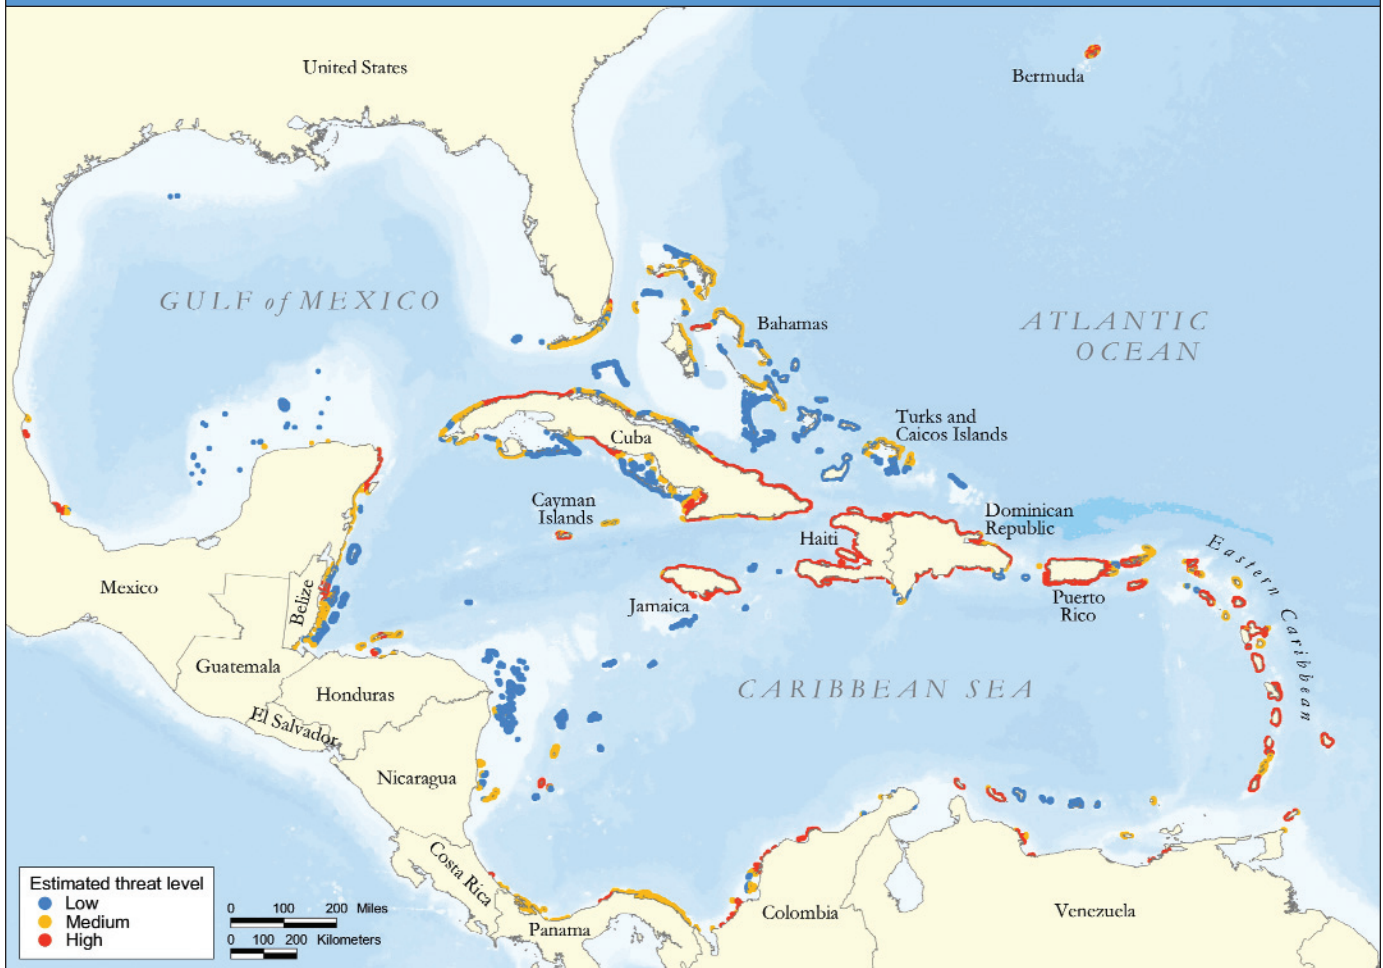 United States
Bermuda
GULF of MEXICO
Bahamas
ATLANTIC
OCEAN
Turks and
Caicos Islands
Cuba
Cayman
Islands
Dominican
Republic
Haiti
Eastern Caribbean
Mexico
Belize
Jamaica
Puerto
Rico
Guatemala
Honduras
CARIBBEAN SEA
El Salvador
Nicaragua
Costa Rica
Panama
Colombia
Venezuela
Estimated threat level
Low
Medium
High
0 100 200 Miles
0 100 200 Kilometers